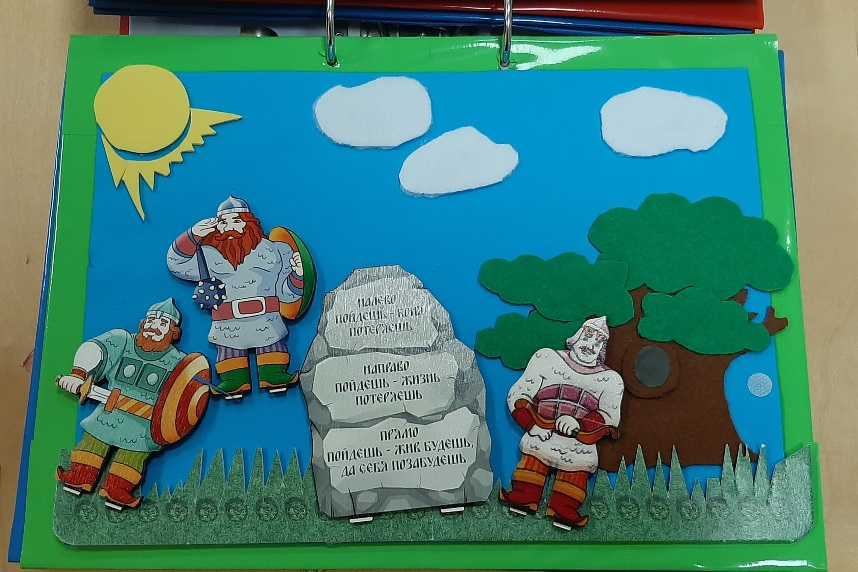 НАЛЕВО
ПОЙДЕШЬ - КОНЯ
ПОТЕРЯЕШЬ
НАПРАВО
ПОЙДЕШЬ - ЖИЗНЬ
ПОТЕРЯЕШЬ
ПРЯМО
ПОЙДЕШЬ - ЖИВ БУДЕШЬ,
ДА СЕБЯ ПОЗАБУДЕШЬ